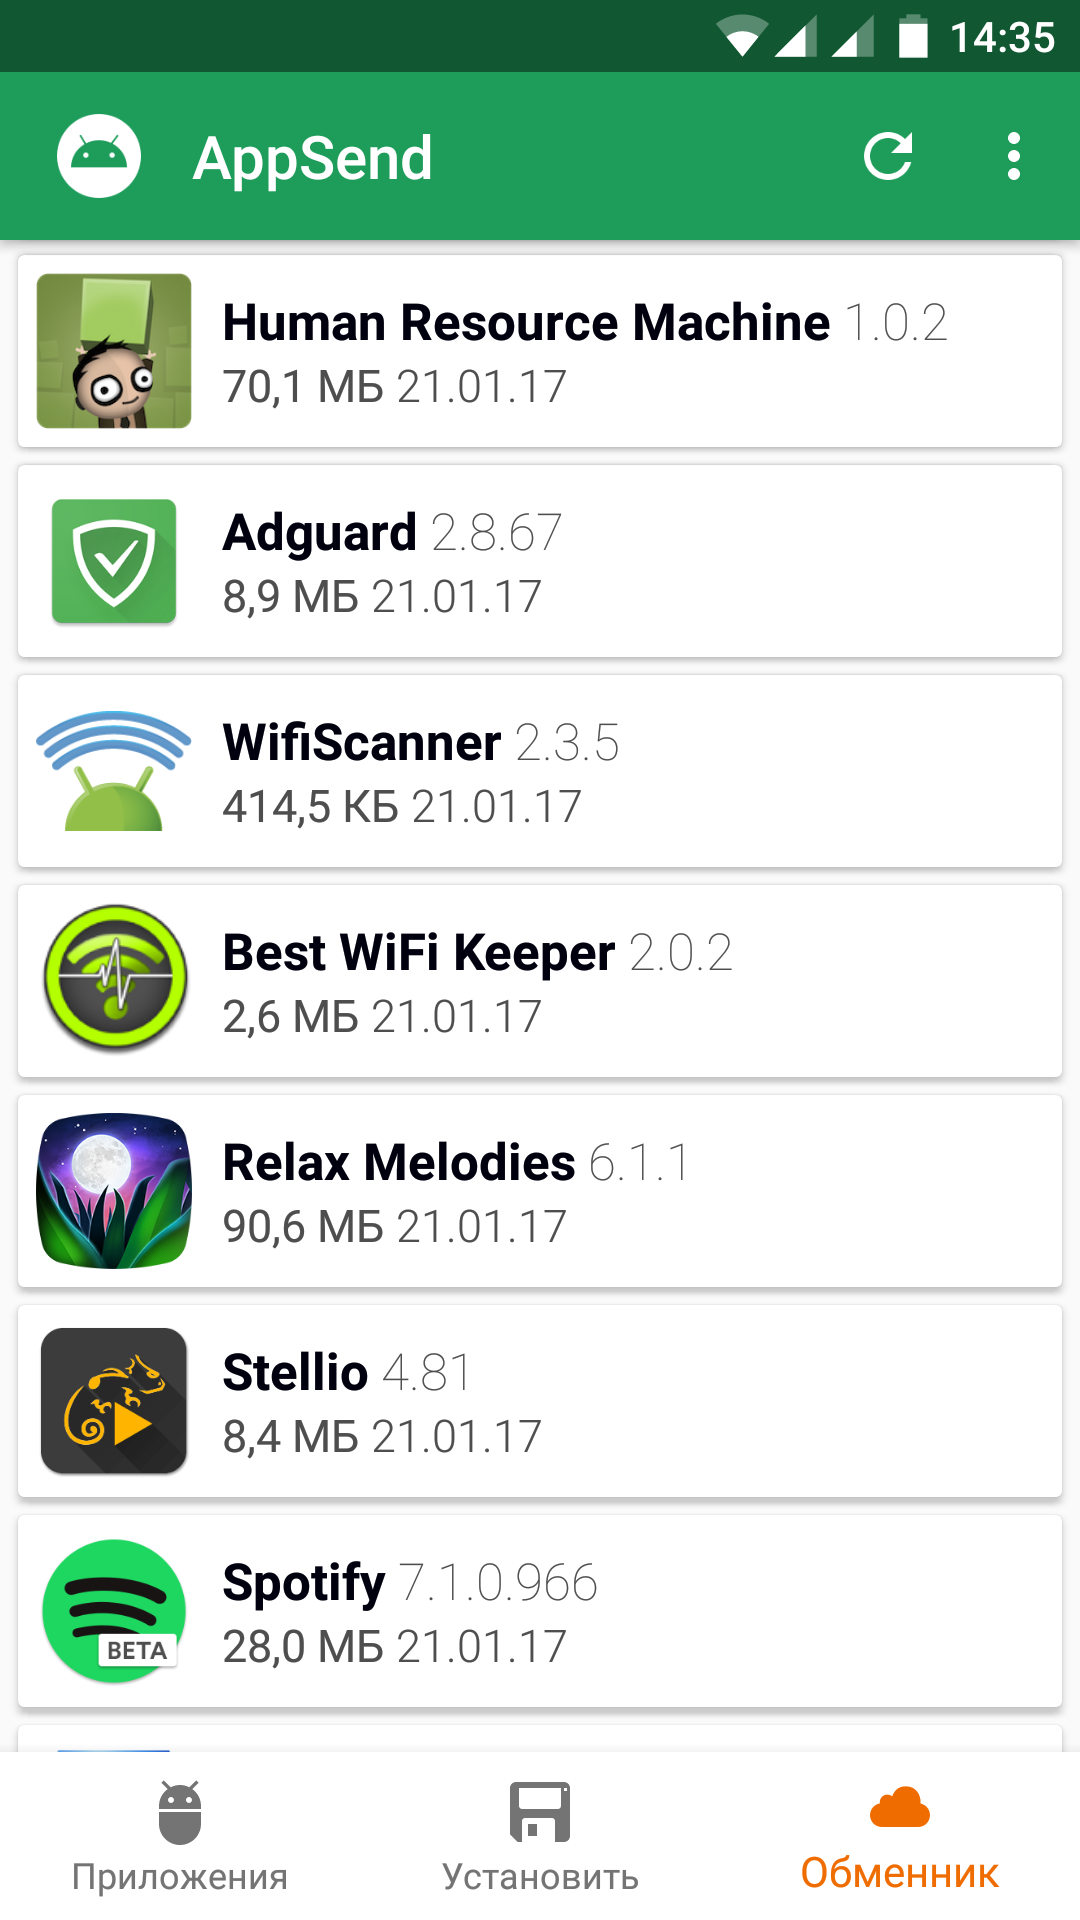 14:35
AppSend
Human Resource Machine 1.0.2
70,1 МБ 21.01.17
Adguard 2.8.67
8,9 МБ 21.01.17
WifiScanner 2.3.5
414,5 КБ 21.01.17
Best WiFi Keeper 2.0.2
2,6 МБ 21.01.17
Relax Melodies 6.1.1
90,6 МБ 21.01.17
Stellio 4.81
8,4 МБ 21.01.17
Spotify 7.1.0.966
BETA
28,0 МБ 21.01.17
Приложения
Установить
Обменник